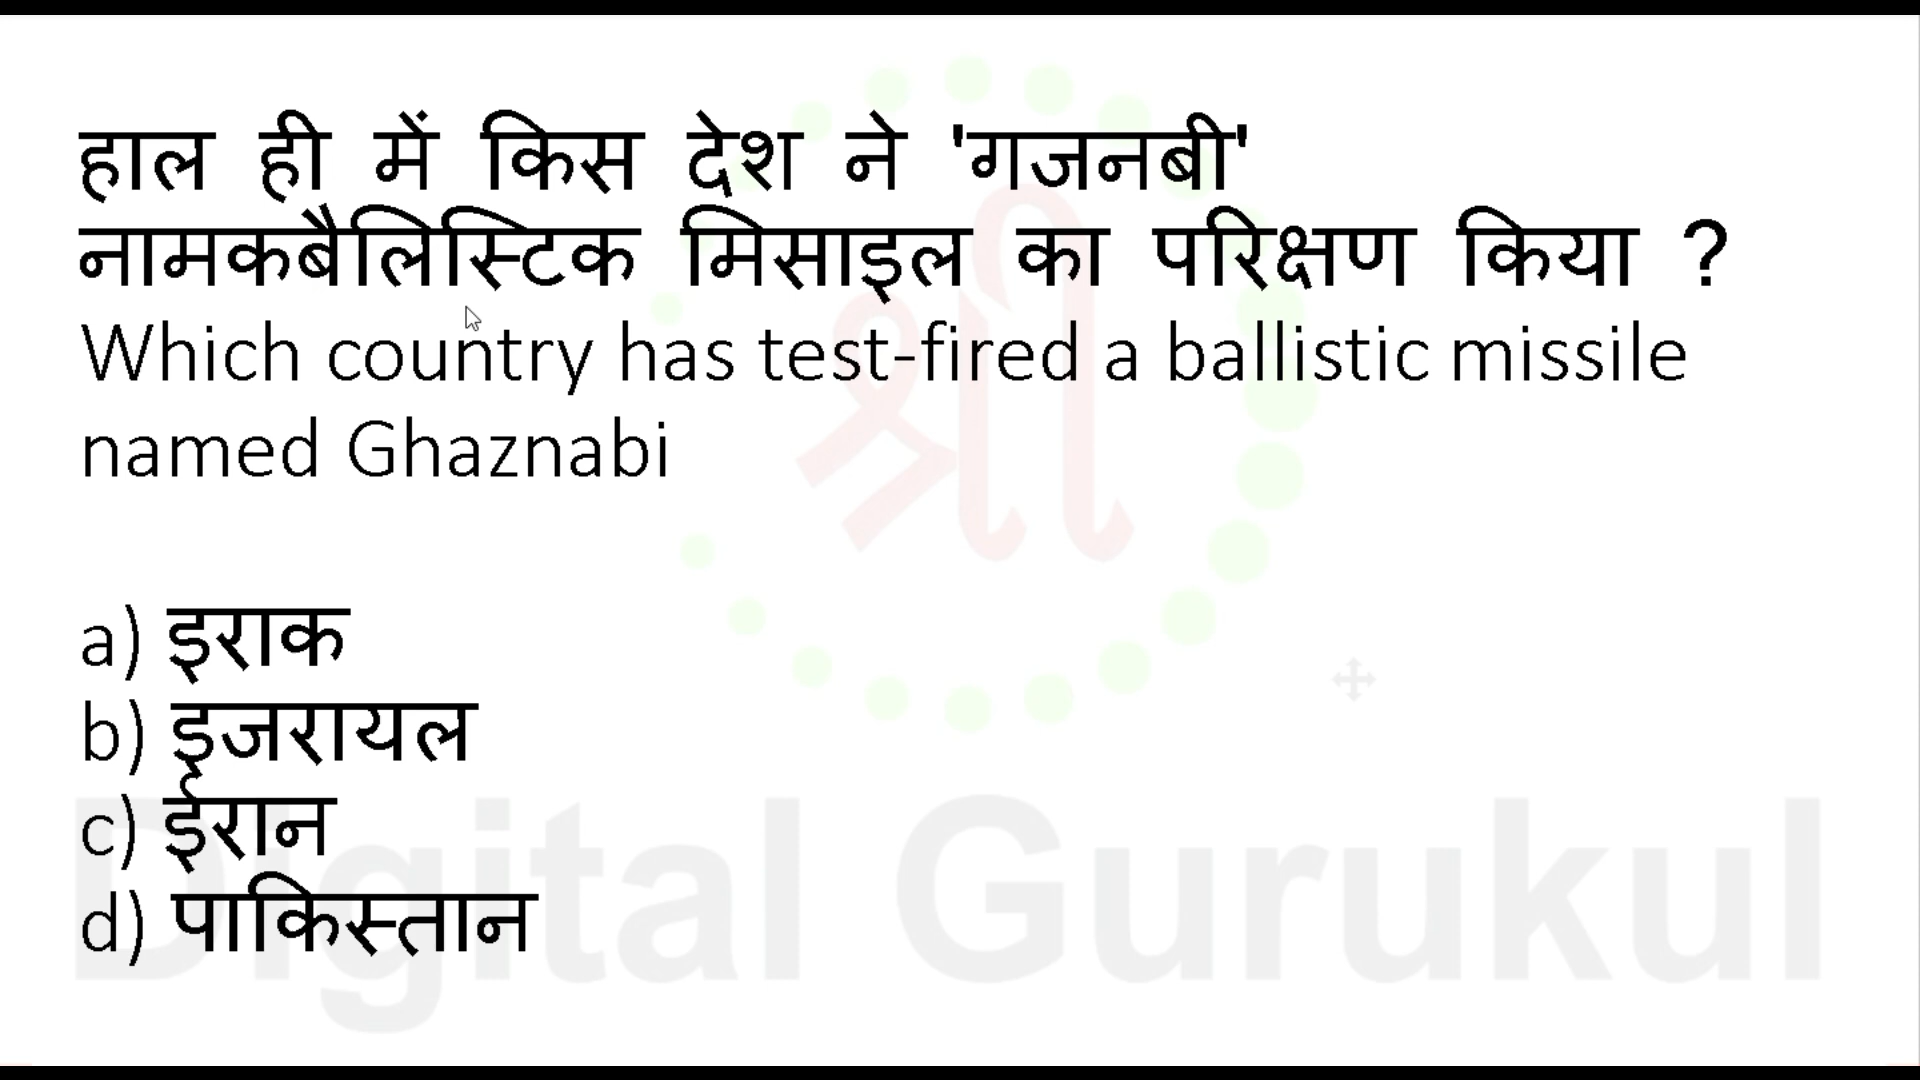 हाल ही में किस देश ने 'गजनबी'
नामकबैलिस्टिक मिसाइल का परिक्षण किया ?
Which country has test-fired a ballistic missile
named Ghaznabi
a) इराक
b) इजरायल
c) ईरान
d) पाकिस्तान
श्री
Digital Gurukul